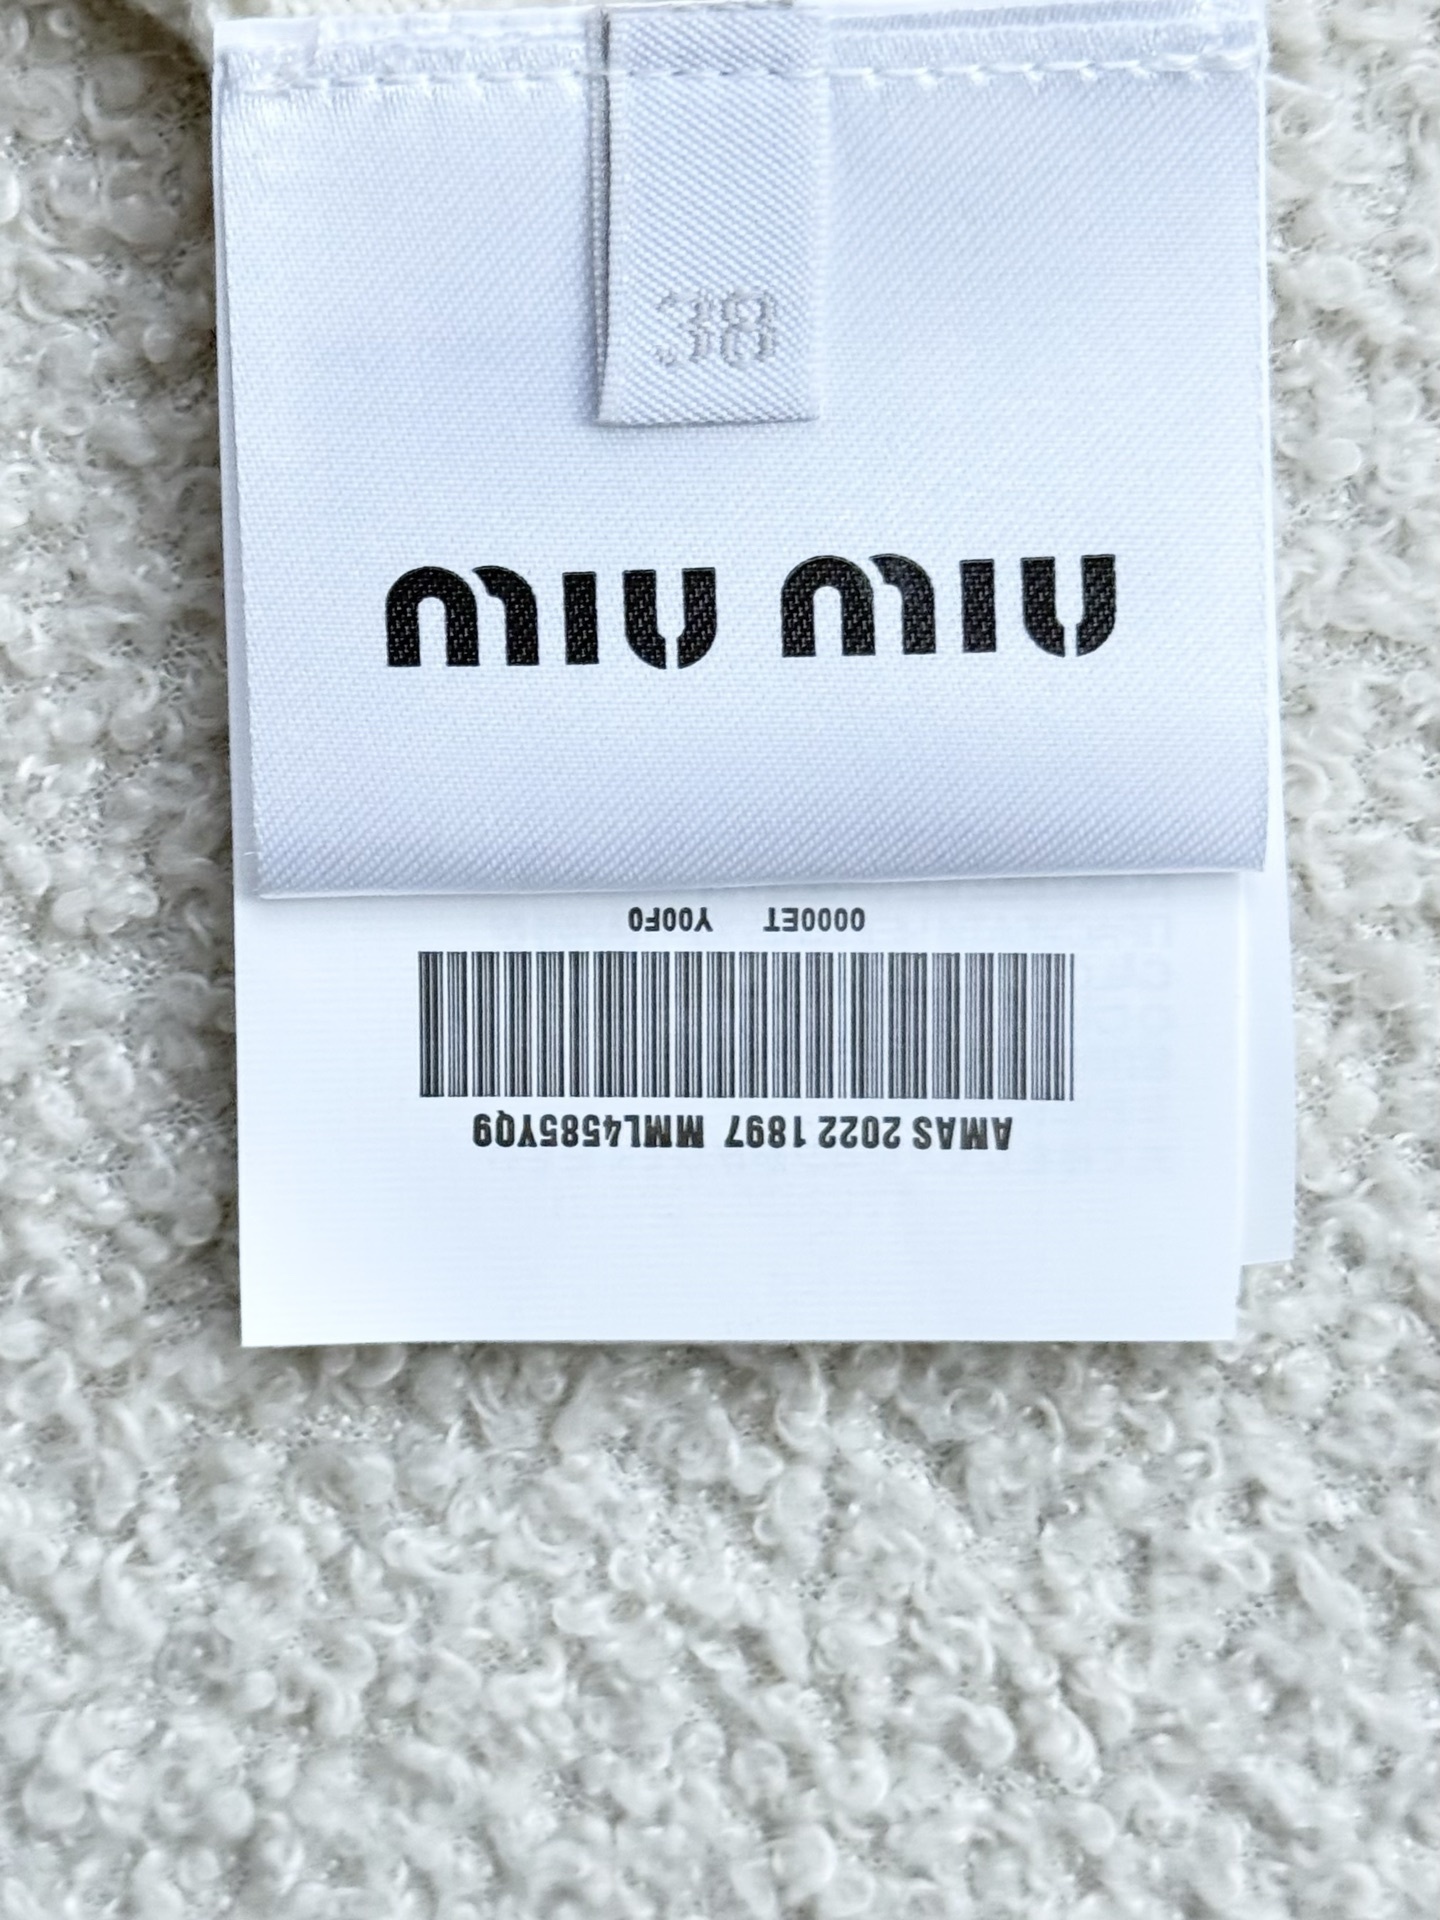 38
miu miu
0000ET Y00F0
AMAS 2022 1897 MML4585YQ9